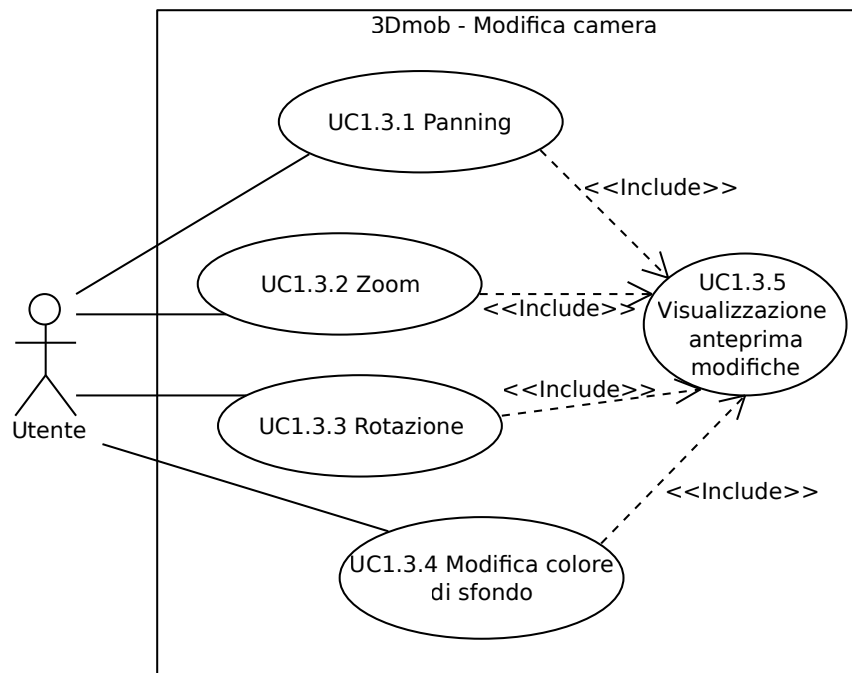 3Dmob - Modifica camera
UC1.3.1 Panning
<<Include>>
UC1.3.2 Zoom
<<Include>>
UC1.3.5
Visualizzazione
anteprima
modifiche
Utente
UC1.3.3 Rotazione
<<Include>>
<<Include>>
UC1.3.4 Modifica colore
di sfondo